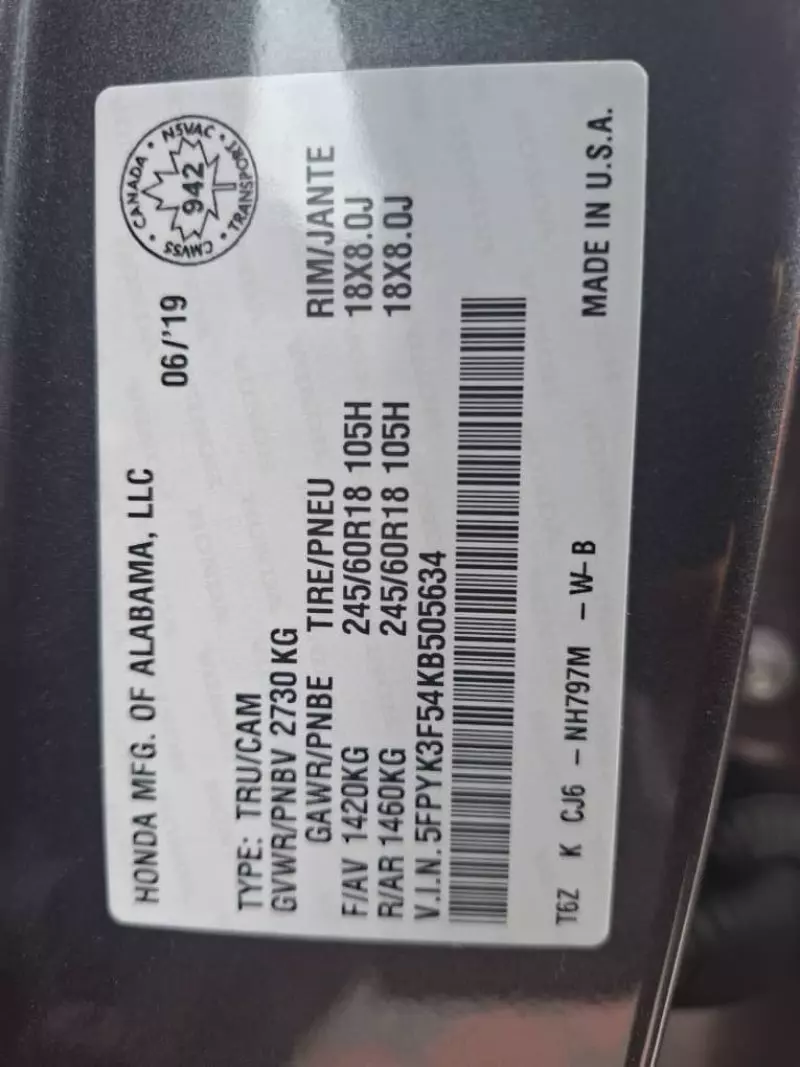 HONDA MFG. OF ALABAMA, LLC
06/'19
CANADA • NSVAC • TRANSPORT • CMVSS •
942
TYPE: TRU/CAM
GVWR/PNBV 2730KG
GAWR/PNBE TIRE/PNEU RIM/JANTE
F/AV 1420KG 245/60R18 105H 18X8.0J
R/AR 1460KG 245/60R18 105H 18X8.0J
V.I.N. 5FPYK3F54KB505634
T6Z K CJ6 – NH797M – W-B MADE IN U.S.A.